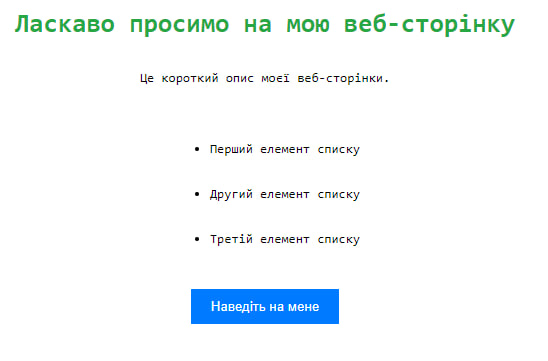 Ласкаво просимо на мою веб-сторінку
Це короткий опис моєї веб-сторінки.
Перший елемент списку
Другий елемент списку
Третій елемент списку
Наведіть на мене